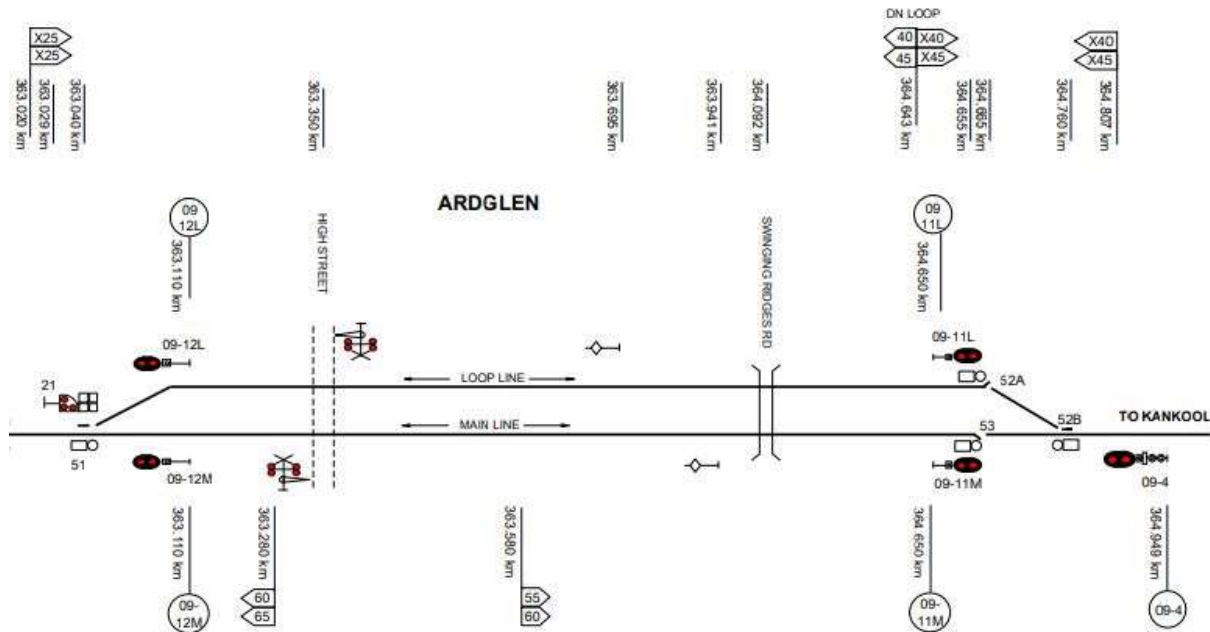 DN LOOP
X25
X25
40 X40
45 X45
X40
X45
363.020 km
363.029 km
363.040 km
363.350 km
363.695 km
363.941 km
364.092 km
364.643 km
364.655 km
364.665 km
364.760 km
364.807 km
ARDGLEN
09
12L
363.110 km
HIGH STREET
SWINGING RIDGES RD
09
11L
364.650 km
09-12L
09-11L
21
LOOP LINE
52A
MAIN LINE
53
52B
TO KANKOOL
51
09-12M
09-11M
09-4
363.110 km
363.280 km
363.580 km
364.650 km
364.949 km
09-
12M
60
65
55
60
09-
11M
09-4